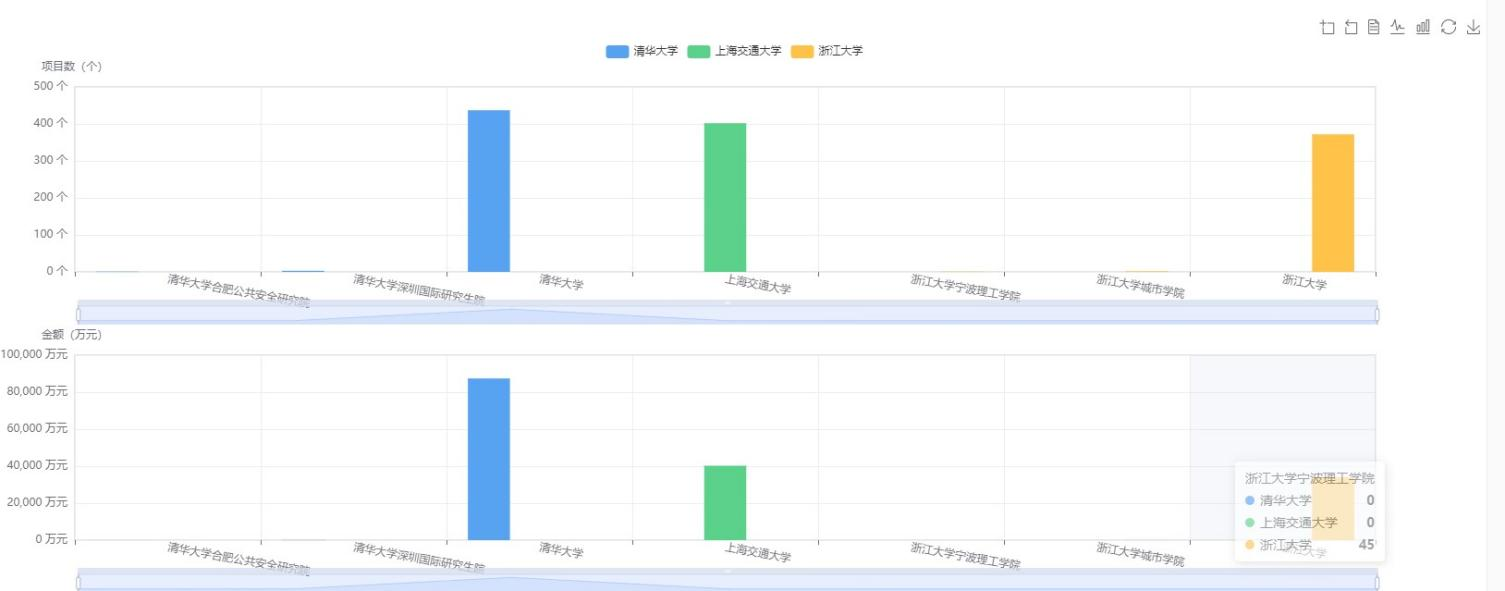 清华大学 上海交通大学 浙江大学
项目数（个）
500 个
400 个
300 个
200 个
100 个
0 个
清华大学合肥公共安全研究院 清华大学深圳国际研究生院 清华大学 上海交通大学 浙江大学宁波理工学院 浙江大学城市学院 浙江大学
金额（万元）
100,000 万元
80,000 万元
60,000 万元
40,000 万元
20,000 万元
0 万元
清华大学合肥公共安全研究院 清华大学深圳国际研究生院 清华大学 上海交通大学 浙江大学宁波理工学院 浙江大学城市学院 浙江大学
浙江大学宁波理工学院
清华大学 0
上海交通大学 0
浙江大学 45